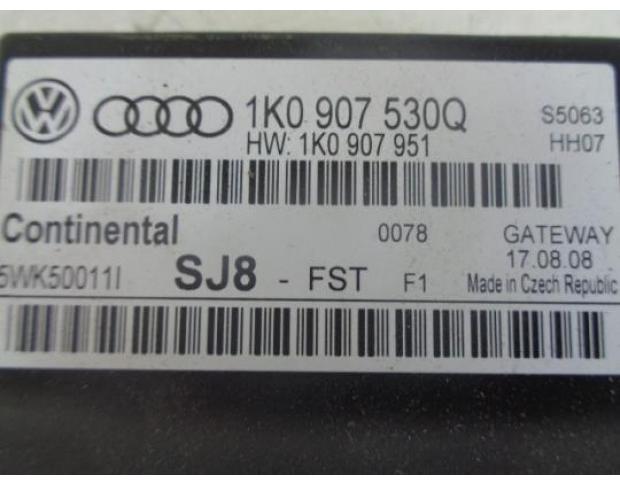 VW 1K0 907 530Q S5063
HW: 1K0 907 951 HH07
Continental 0078 GATEWAY
5WK50011I SJ8 - FST F1 17.08.08
Made in Czech Republic